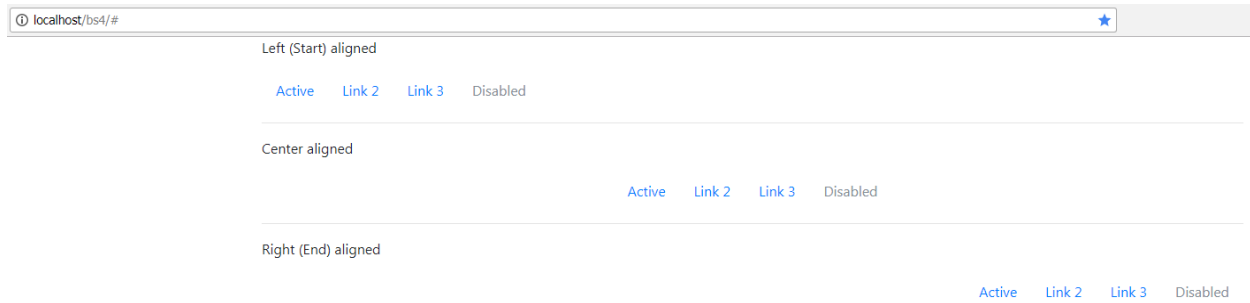 localhost/bs4/#
Left (Start) aligned
Active Link 2 Link 3 Disabled
Center aligned
Active Link 2 Link 3 Disabled
Right (End) aligned
Active Link 2 Link 3 Disabled